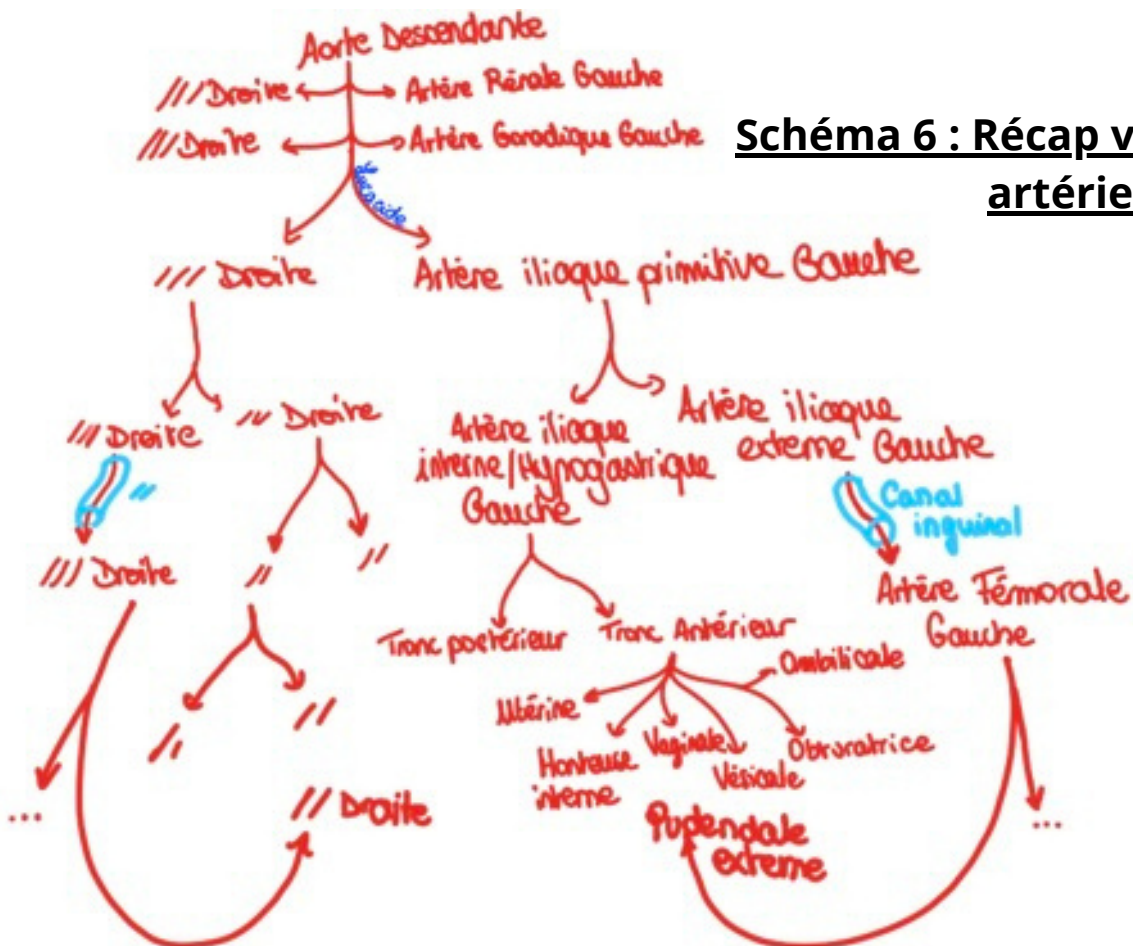 Aorte Descendante
/// Droite
Artère Rénale Gauche
/// Droite
Artère Gonadique Gauche
Schéma 6 : Récap v
artérie
/// Droite
Artère iliaque primitive Gauche
/// Droite
// Droite
Artère iliaque
interne/Hypogastrique
Gauche
Artère iliaque
externe Gauche
//
Canal
inguinal
/// Droite
//
//
Artère Fémorale
Gauche
Tronc postérieur
Tronc Antérieur
Ombilicale
Utérine
Honteuse
interne
Vaginale
Vésicale
Obturatrice
//
//
// Droite
Pudendale
externe
...
...